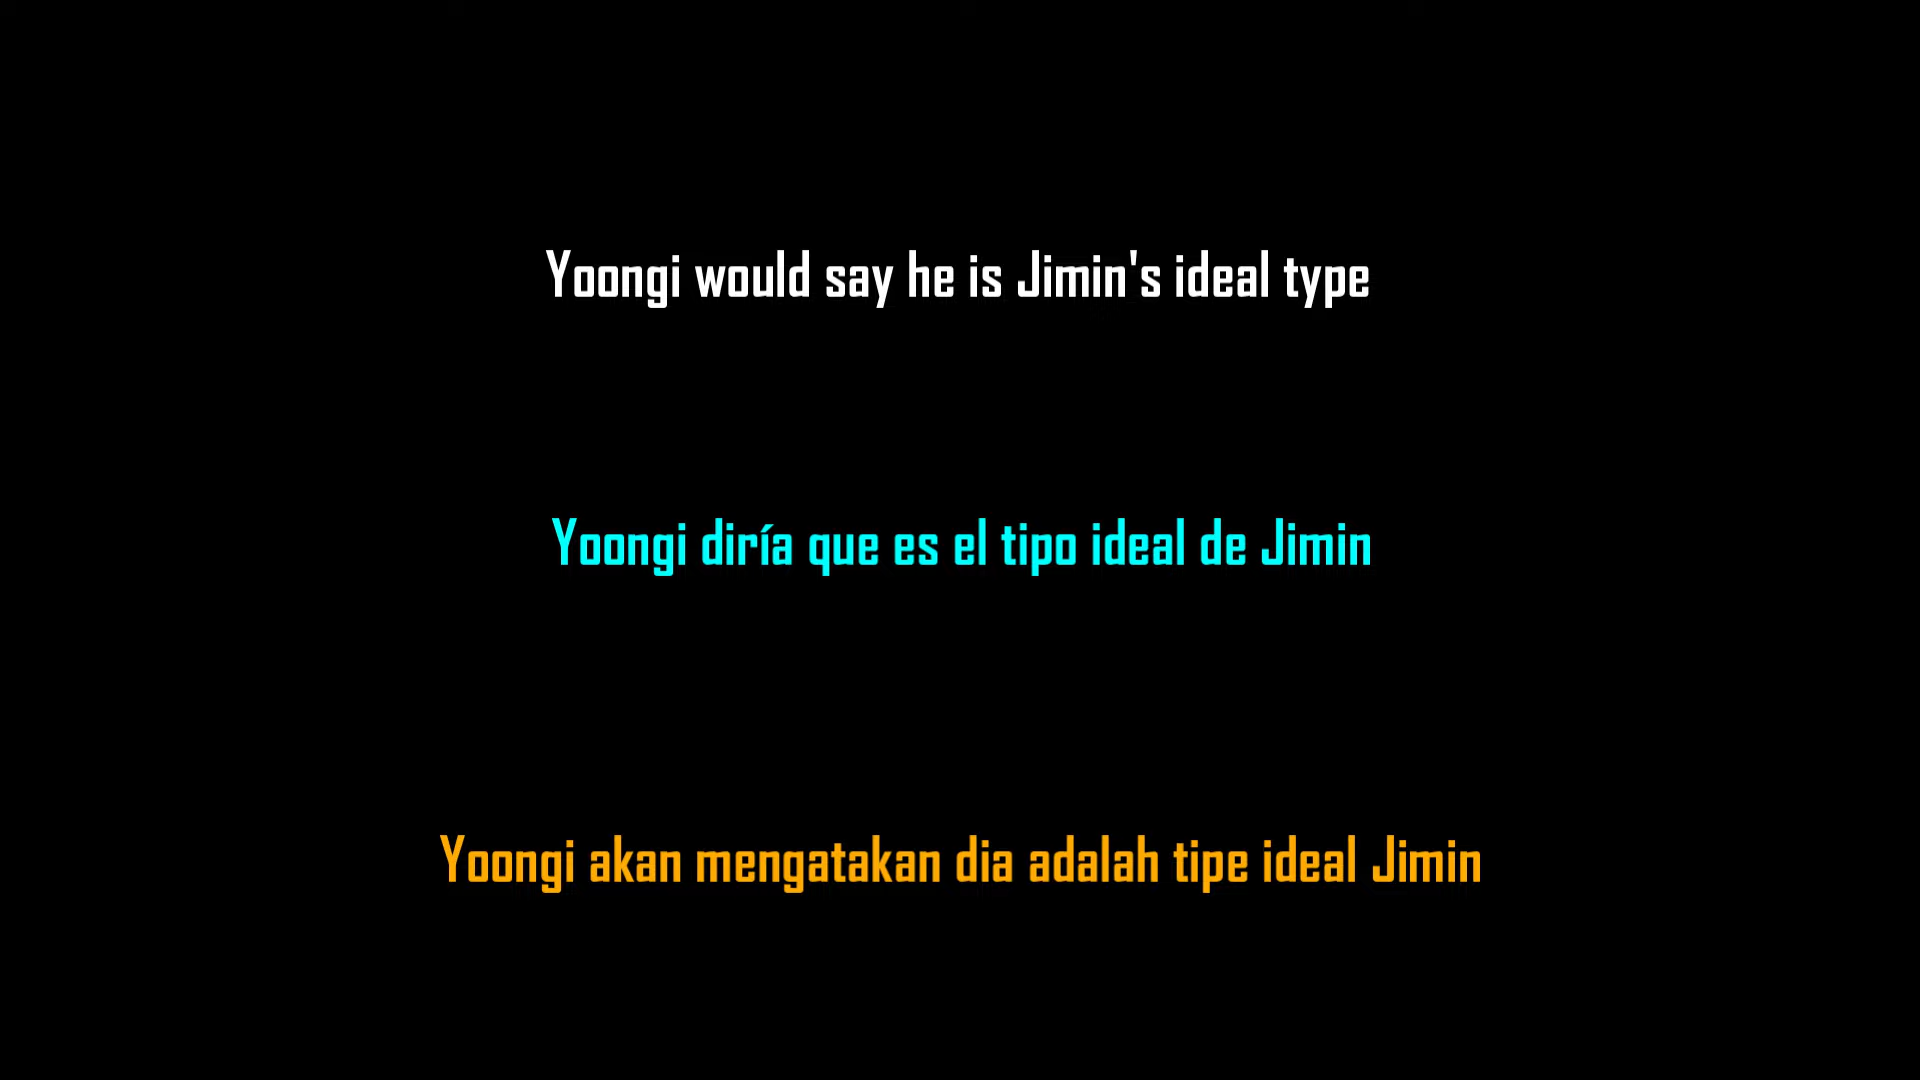 Yoongi would say he is Jimin's ideal type
Yoongi diría que es el tipo ideal de Jimin
Yoongi akan mengatakan dia adalah tipe ideal Jimin